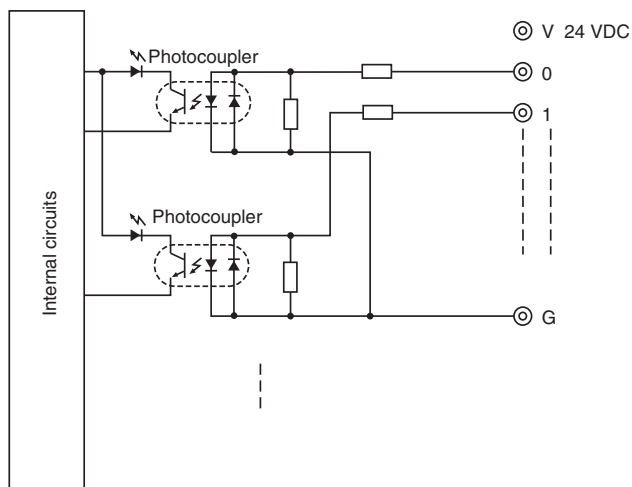 V 24 VDC
Photocoupler
0
1
Photocoupler
Internal circuits
G